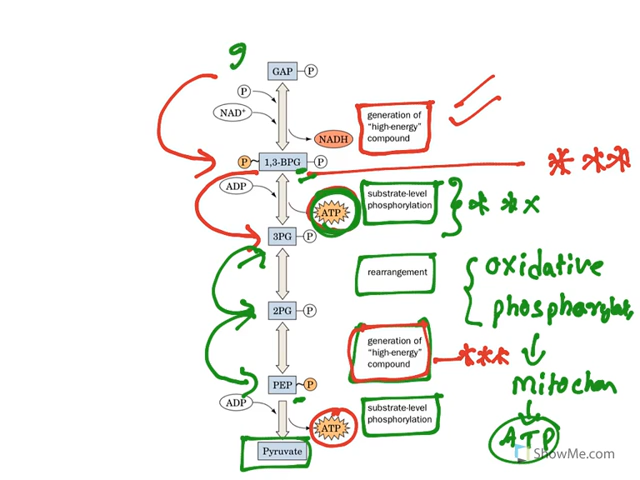 9
GAP P
P
NAD+
generation of
"high-energy"
compound
NADH
P 1,3-BPG P
ADP
substrate-level
phosphorylation
ATP
3PG P
rearrangement
oxidative
2PG P
generation of
"high-energy"
compound
mitochon
PEP P
ADP
substrate-level
phosphorylation
ATP
ATP
Pyruvate
ShowMe.com